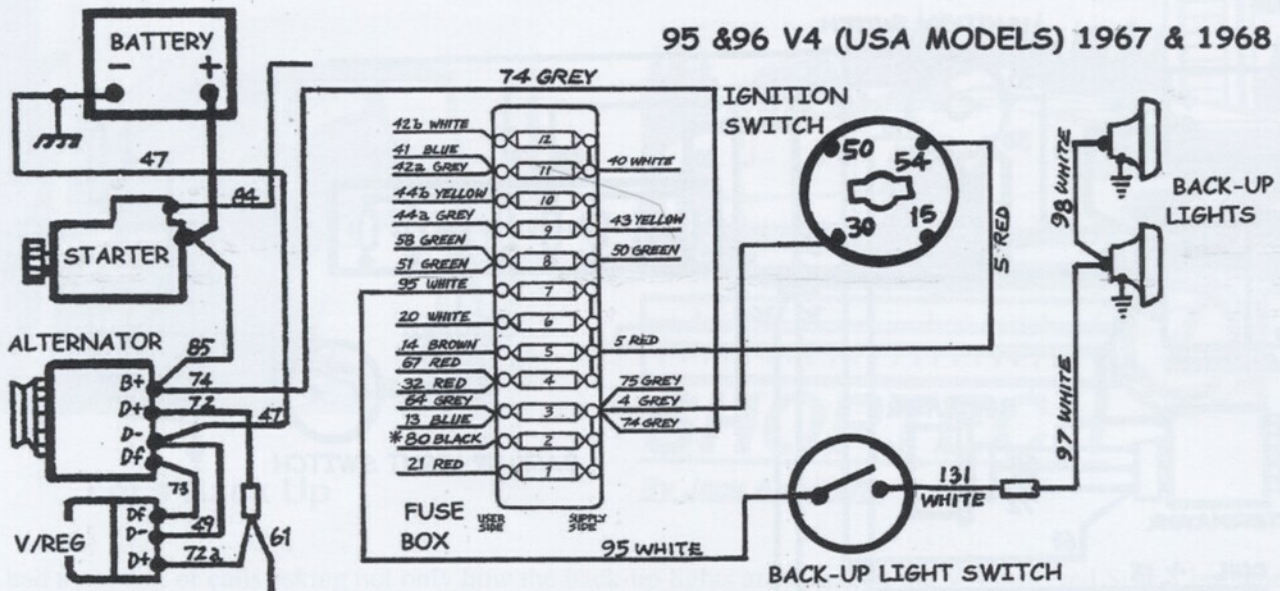 95 &96 V4 (USA MODELS) 1967 & 1968
BATTERY
- +
74 GREY
47
84
STARTER
ALTERNATOR
85
B+
74
D+
72
47
D-
Df
73
V/REG
Df
D-
49
D+
72a
61
42b WHITE
41 BLUE
42a GREY
44b YELLOW
44a GREY
58 GREEN
51 GREEN
95 WHITE
20 WHITE
14 BROWN
67 RED
32 RED
64 GREY
13 BLUE
*80 BLACK
21 RED
12
11
10
9
8
7
6
5
4
3
2
1
40 WHITE
43 YELLOW
50 GREEN
5 RED
75 GREY
4 GREY
74 GREY
FUSE
BOX
USER
SIDE
SUPPLY
SIDE
95 WHITE
IGNITION
SWITCH
50
54
30
15
5 RED
98 WHITE
BACK-UP
LIGHTS
97 WHITE
131
WHITE
BACK-UP LIGHT SWITCH